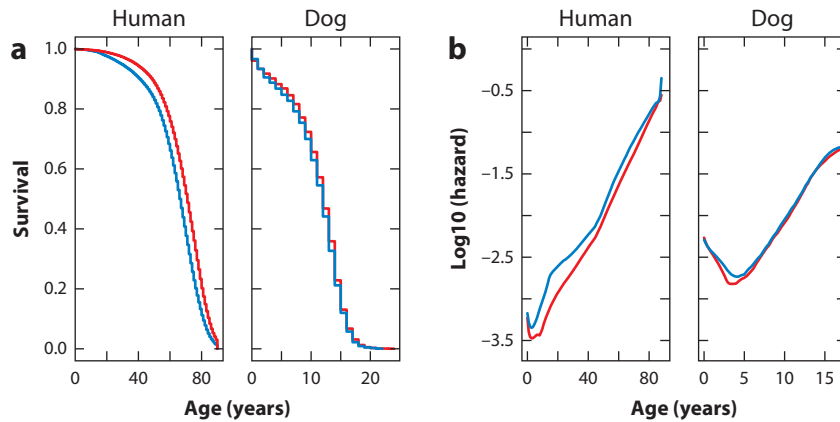 a
Human
Dog
Survival
1.0
0.8
0.6
0.4
0.2
0.0
0
40
80
0
10
20
Age (years)
b
Human
Dog
Log10 (hazard)
−0.5
−1.5
−2.5
−3.5
0
40
80
0
5
10
15
Age (years)